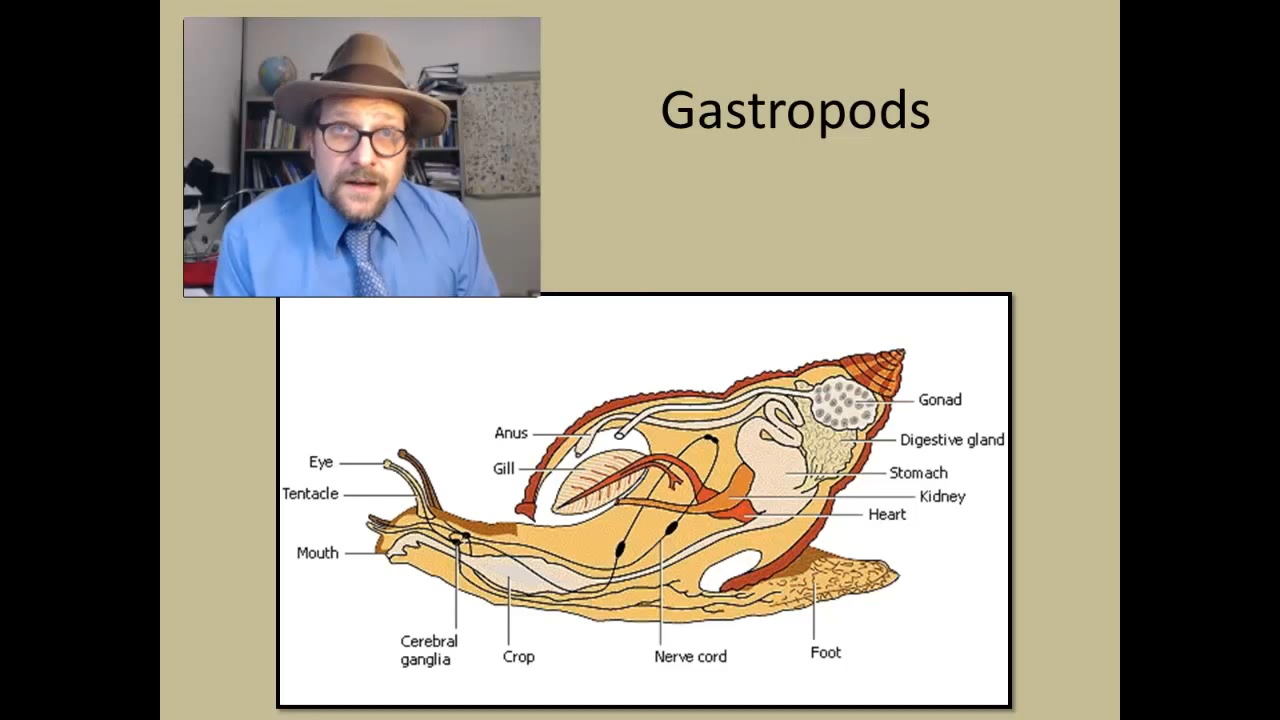 Gastropods
Gonad
Anus
Digestive gland
Eye
Gill
Stomach
Tentacle
Kidney
Heart
Mouth
Cerebral
ganglia
Crop
Nerve cord
Foot